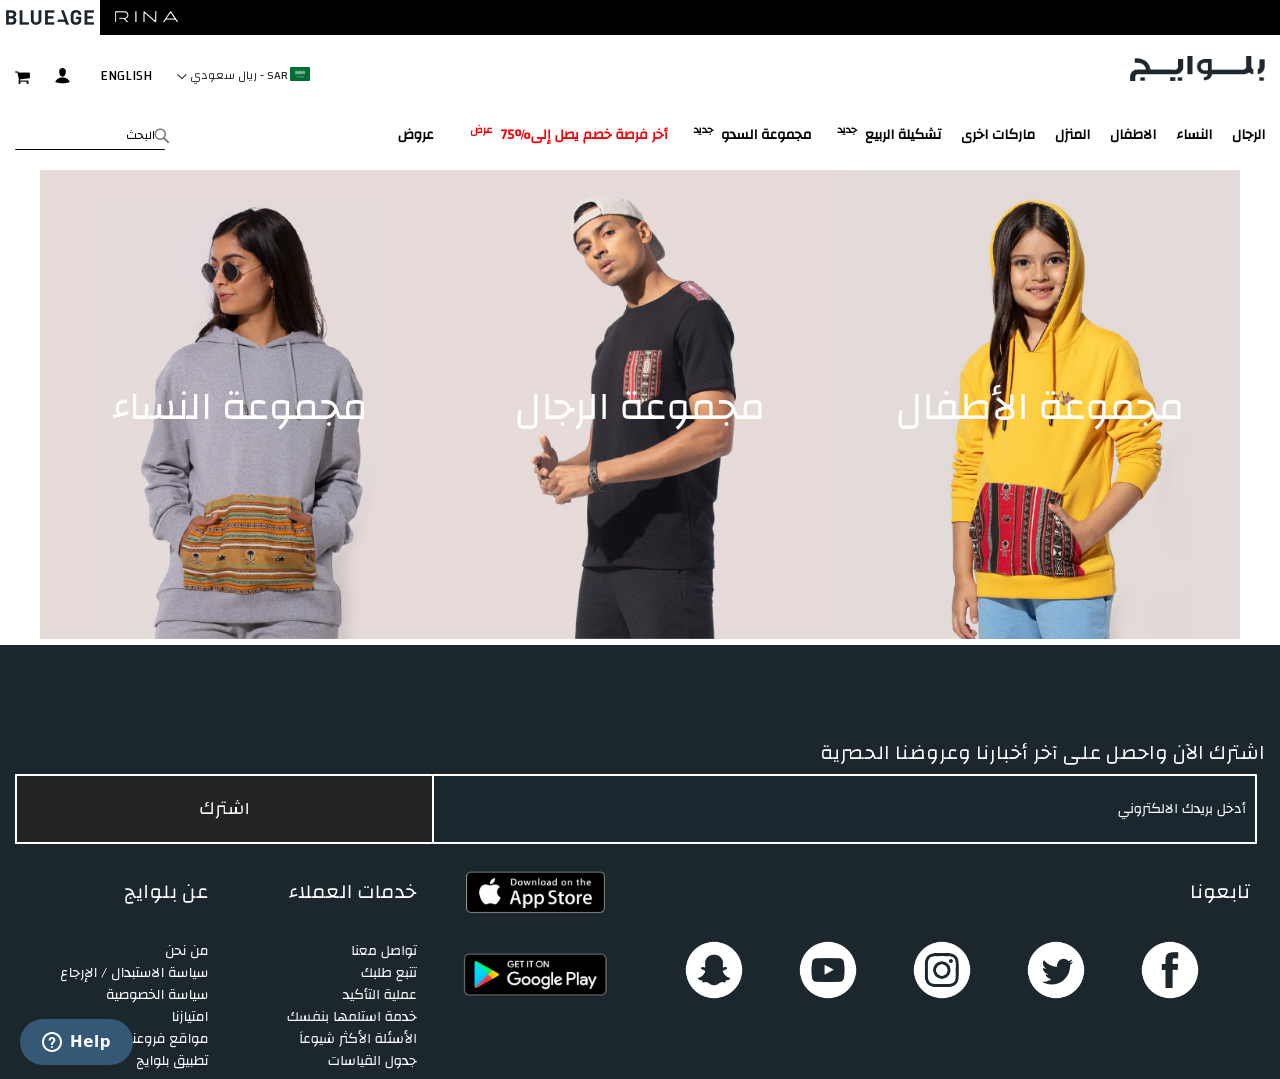 BLUEAGE RINA
بلوايج
SAR - ريال سعودي
ENGLISH
الرجال النساء الاطفال المنزل ماركات اخرى تشكيلة الربيع جديد مجموعة السدو جديد أخر فرصة خصم يصل إلى75% عرض عروض
البحث
مجموعة الأطفال
مجموعة الرجال
مجموعة النساء
اشترك الآن واحصل على آخر أخبارنا وعروضنا الحصرية
أدخل بريدك الالكتروني
اشترك
تابعونا
Download on the
App Store
GET IT ON
Google Play
خدمات العملاء
تواصل معنا
تتبع طلبك
عملية التأكيد
خدمة استلمها بنفسك
الأسئلة الأكثر شيوعاً
جدول القياسات
عن بلوايج
من نحن
سياسة الاستبدال / الإرجاع
سياسة الخصوصية
امتيازنا
مواقع فروعنا
تطبيق بلوايج
Help